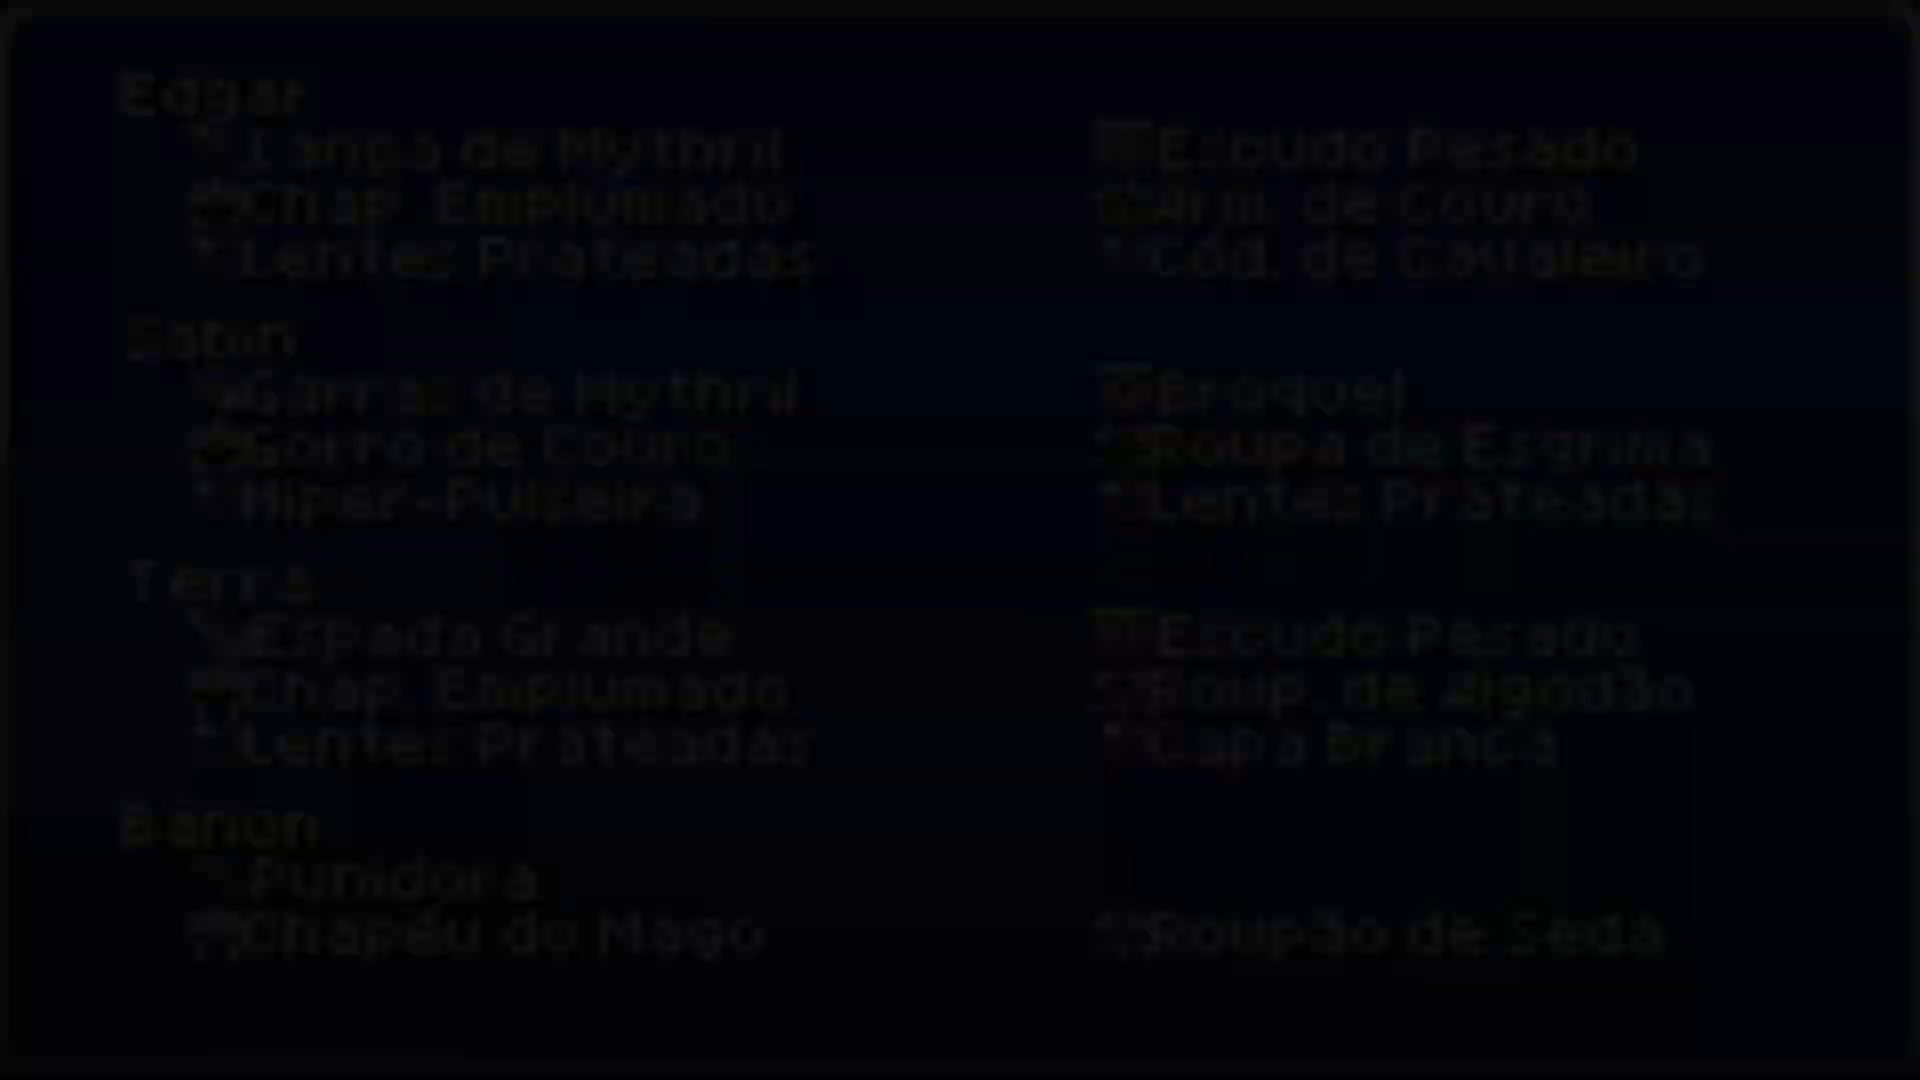 Edgar
Lança de Mythril Escudo Pesado
Chap. Emplumado Arm. de Couro
Lentes Prateadas Cód. de Cavaleiro
Sabin
Garras de Mythril Broquel
Gorro de Couro Roupa de Esgrima
Hiper-Pulseira Lentes Prateadas
Terra
Espada Grande Escudo Pesado
Chap. Emplumado Roup. de Algodão
Lentes Prateadas Capa Branca
Banon
Punidora
Chapéu do Mago Roupão de Seda